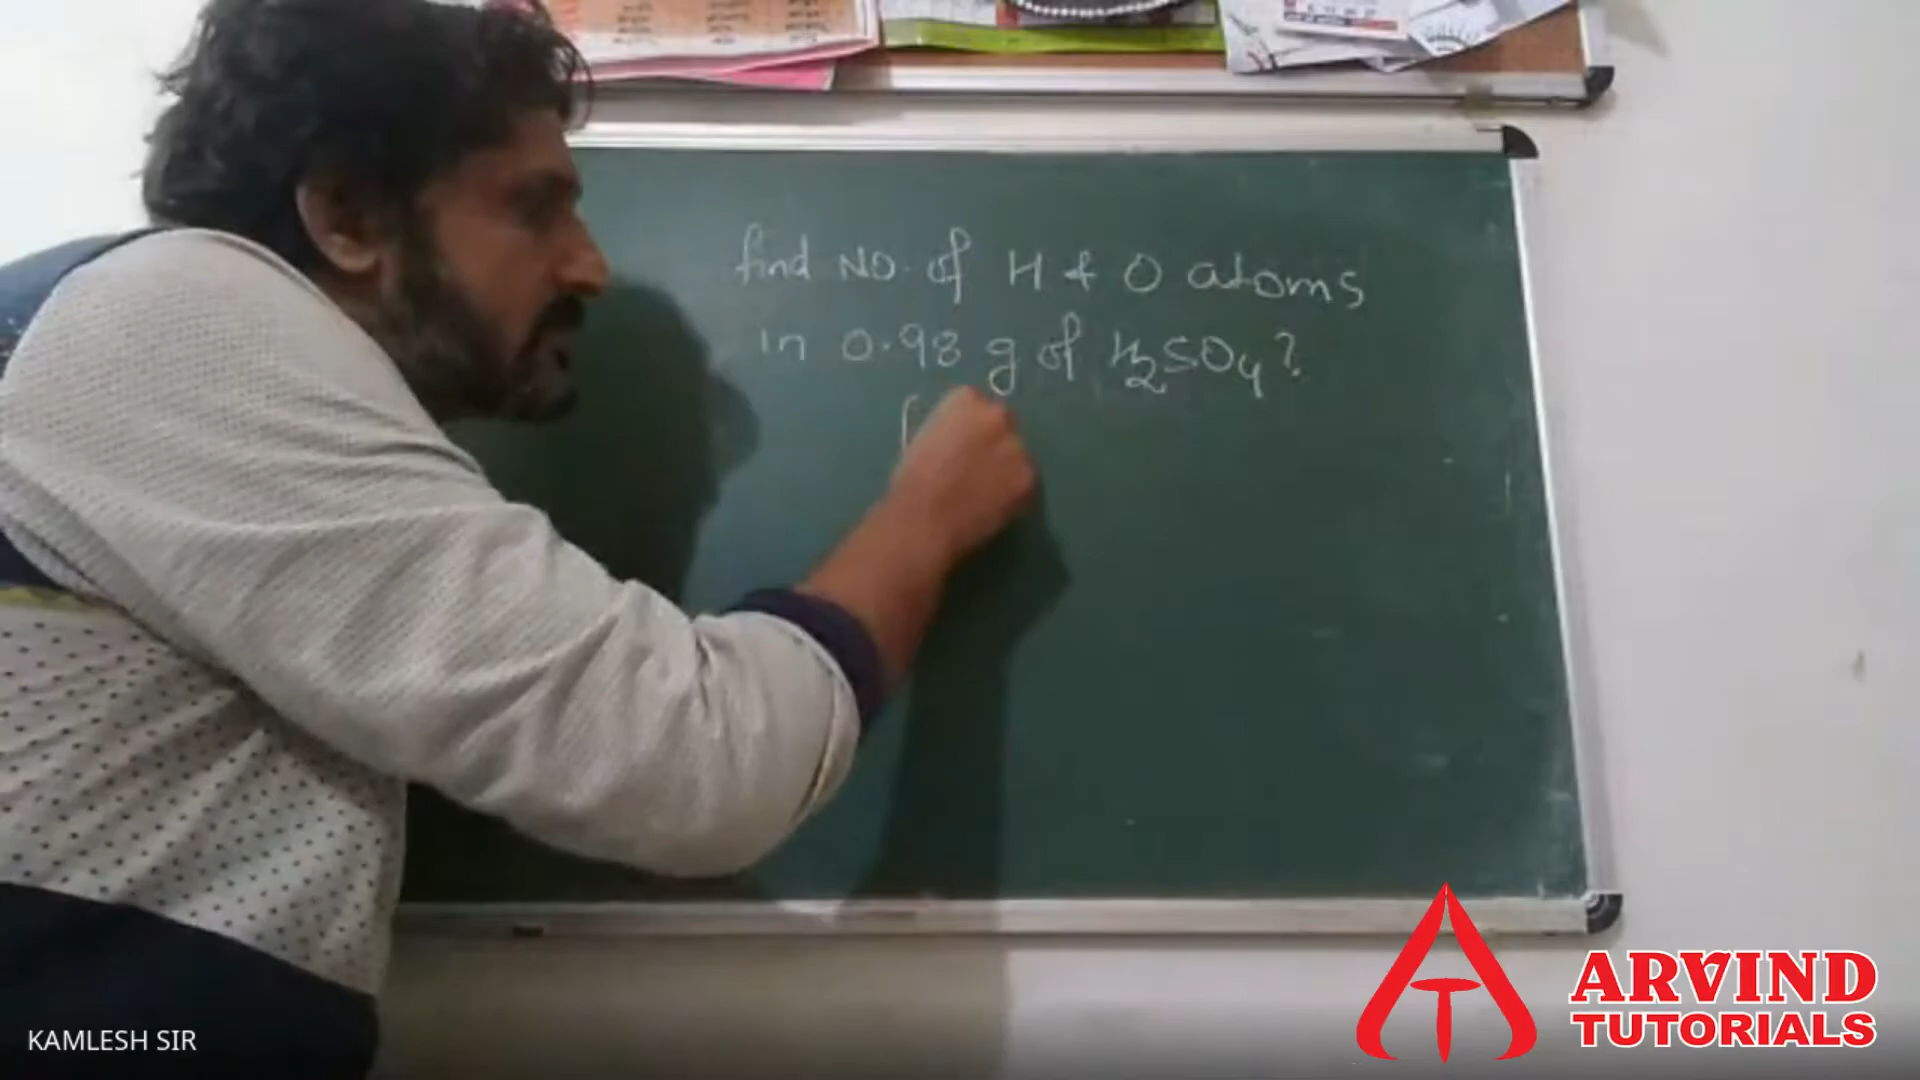 find NO. of H & O atoms
in 0.98 g of H2SO4?
KAMLESH SIR
ARVIND
TUTORIALS